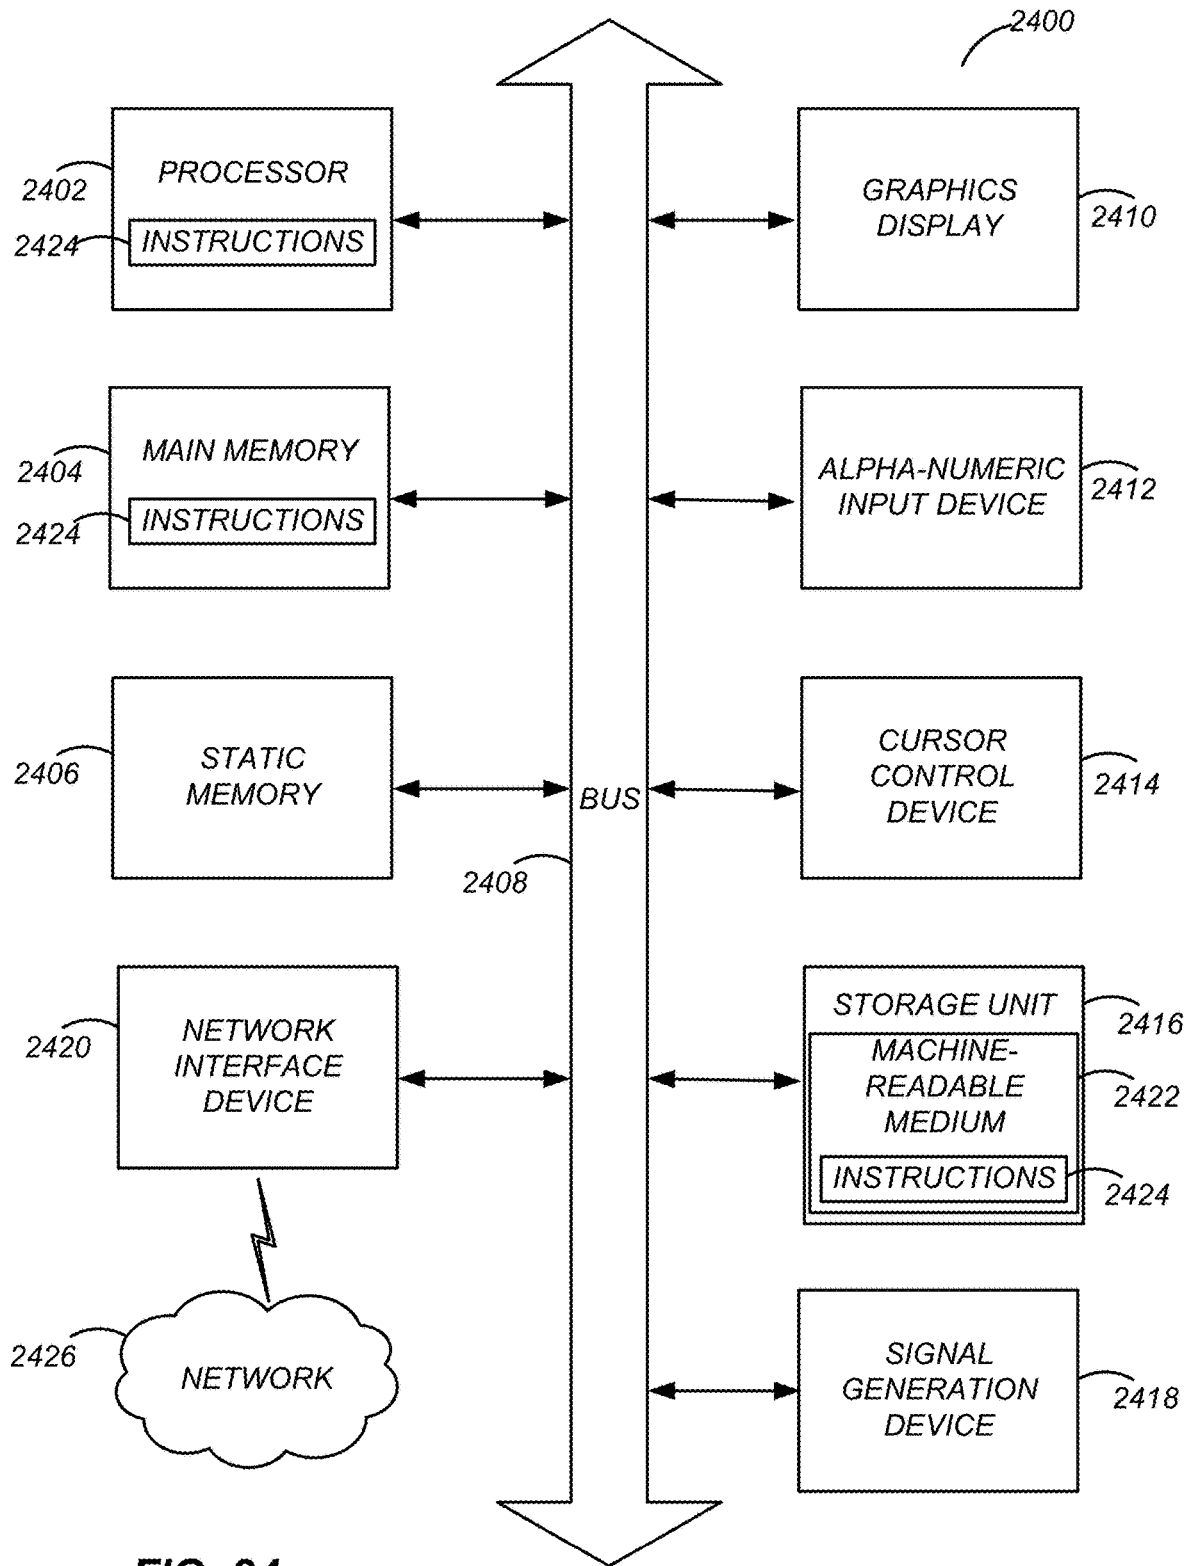 2400
PROCESSOR
2402
INSTRUCTIONS
2424
GRAPHICS
DISPLAY
2410
MAIN MEMORY
2404
INSTRUCTIONS
2424
ALPHA-NUMERIC
INPUT DEVICE
2412
STATIC
MEMORY
2406
BUS
2408
CURSOR
CONTROL
DEVICE
2414
NETWORK
INTERFACE
DEVICE
2420
STORAGE UNIT
2416
MACHINE-
READABLE
MEDIUM
2422
INSTRUCTIONS
2424
NETWORK
2426
SIGNAL
GENERATION
DEVICE
2418